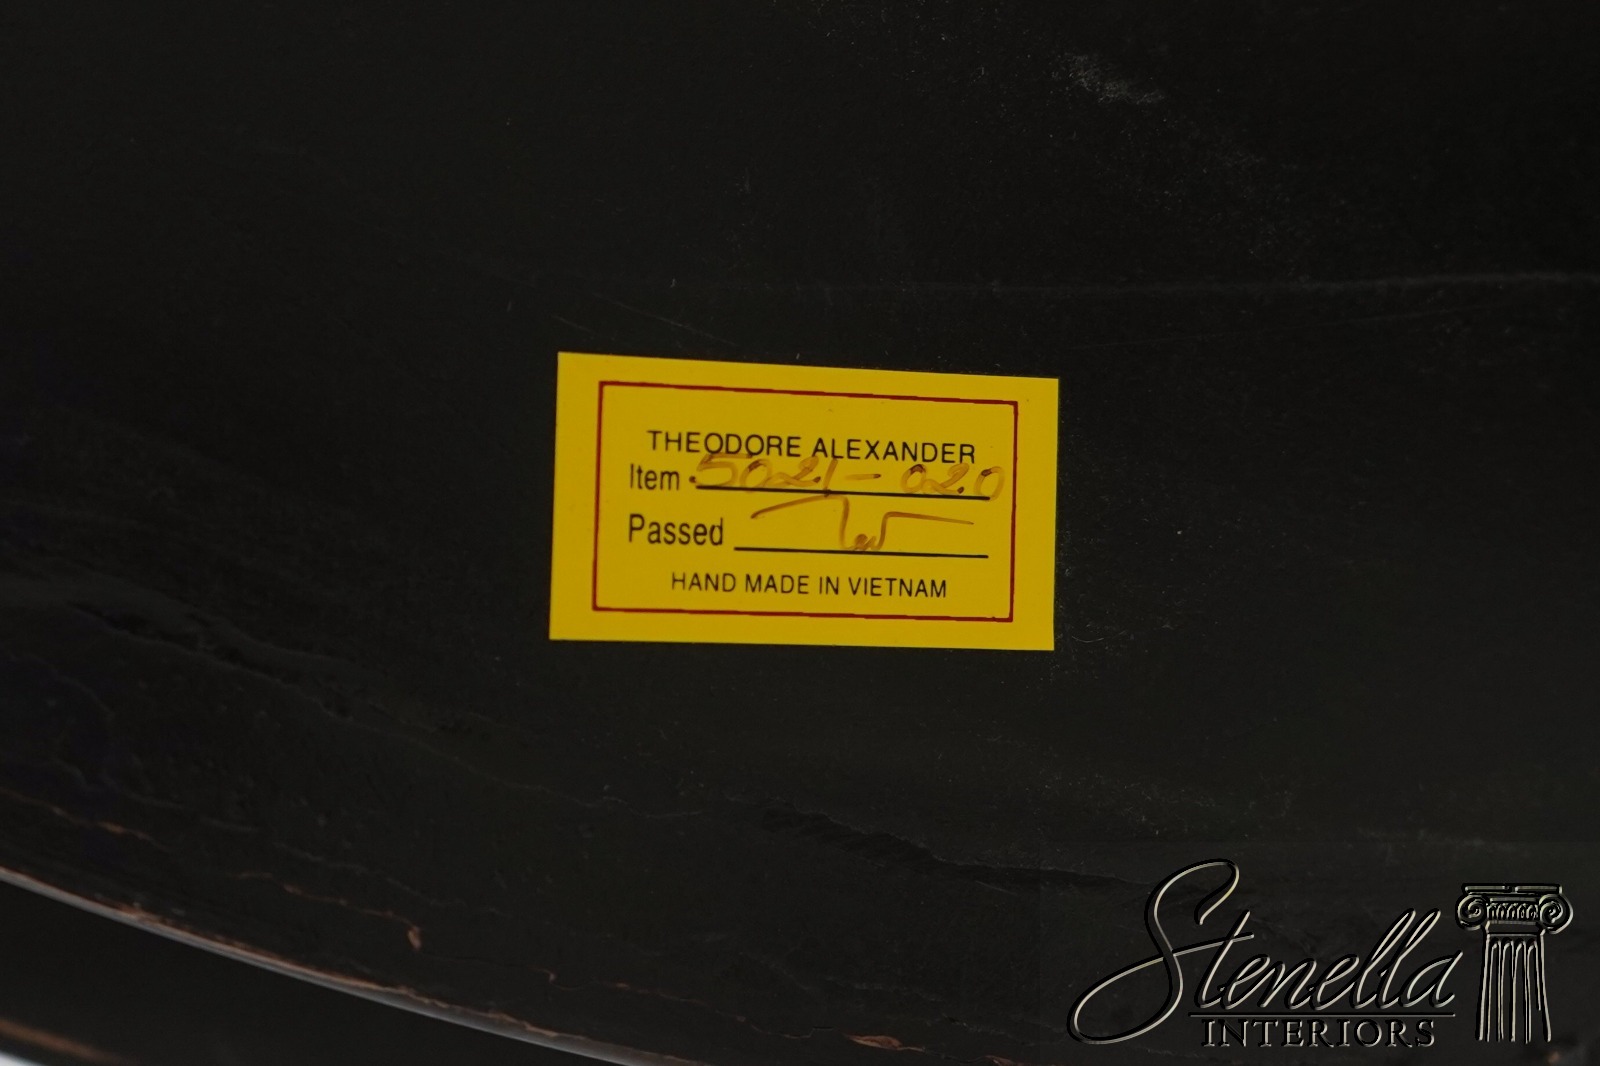 THEODORE ALEXANDER
Item 5021-020
Passed
HAND MADE IN VIETNAM
Stenella
INTERIORS